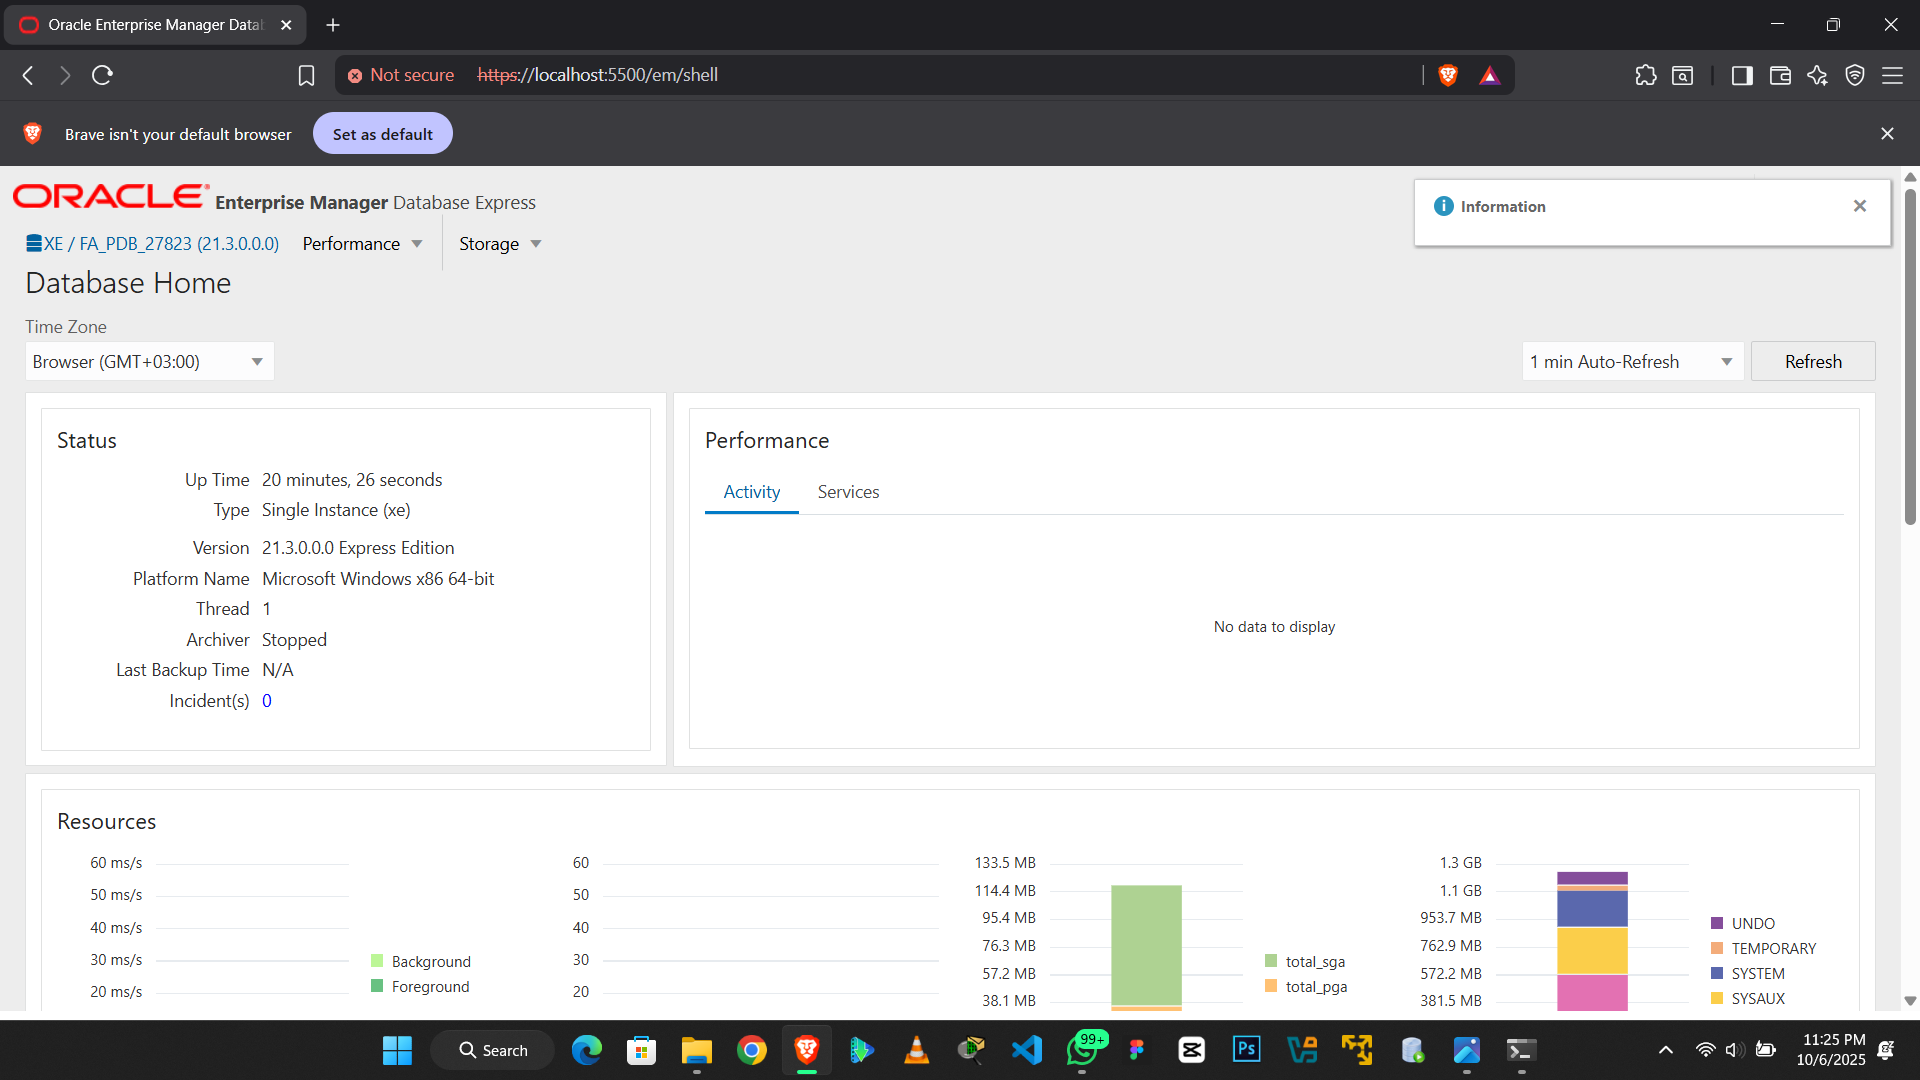 Oracle Enterprise Manager Datab
Not secure https://localhost:5500/em/shell
Brave isn't your default browser
Set as default
ORACLE® Enterprise Manager Database Express
XE / FA_PDB_27823 (21.3.0.0.0)
Performance
Storage
Information
Database Home
Time Zone
Browser (GMT+03:00)
1 min Auto-Refresh
Refresh
Status
Up Time 20 minutes, 26 seconds
Type Single Instance (xe)
Version 21.3.0.0.0 Express Edition
Platform Name Microsoft Windows x86 64-bit
Thread 1
Archiver Stopped
Last Backup Time N/A
Incident(s) 0
Performance
Activity
Services
No data to display
Resources
60 ms/s
50 ms/s
40 ms/s
30 ms/s
20 ms/s
Background
Foreground
60
50
40
30
20
133.5 MB
114.4 MB
95.4 MB
76.3 MB
57.2 MB
38.1 MB
total_sga
total_pga
1.3 GB
1.1 GB
953.7 MB
762.9 MB
572.2 MB
381.5 MB
UNDO
TEMPORARY
SYSTEM
SYSAUX
Search
99+
Ps
11:25 PM
10/6/2025